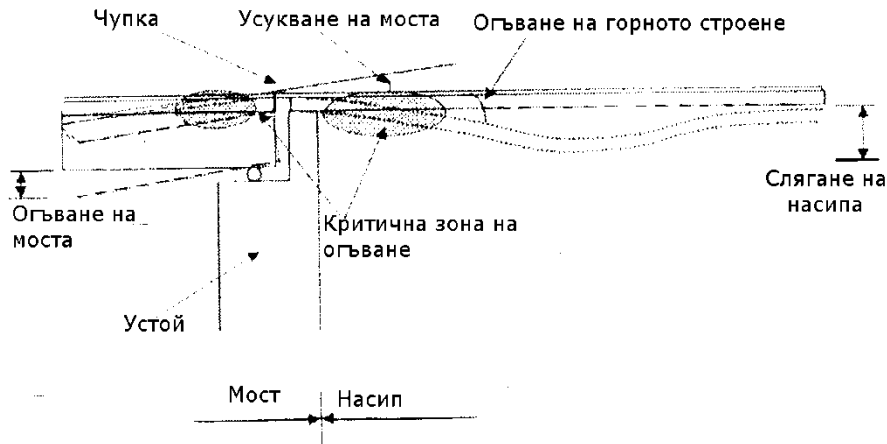 Чупка
Усукване на моста
Огъване на горното строене
Огъване на
моста
Критична зона на
огъване
Слягане на
насипа
Устой
Мост
Насип